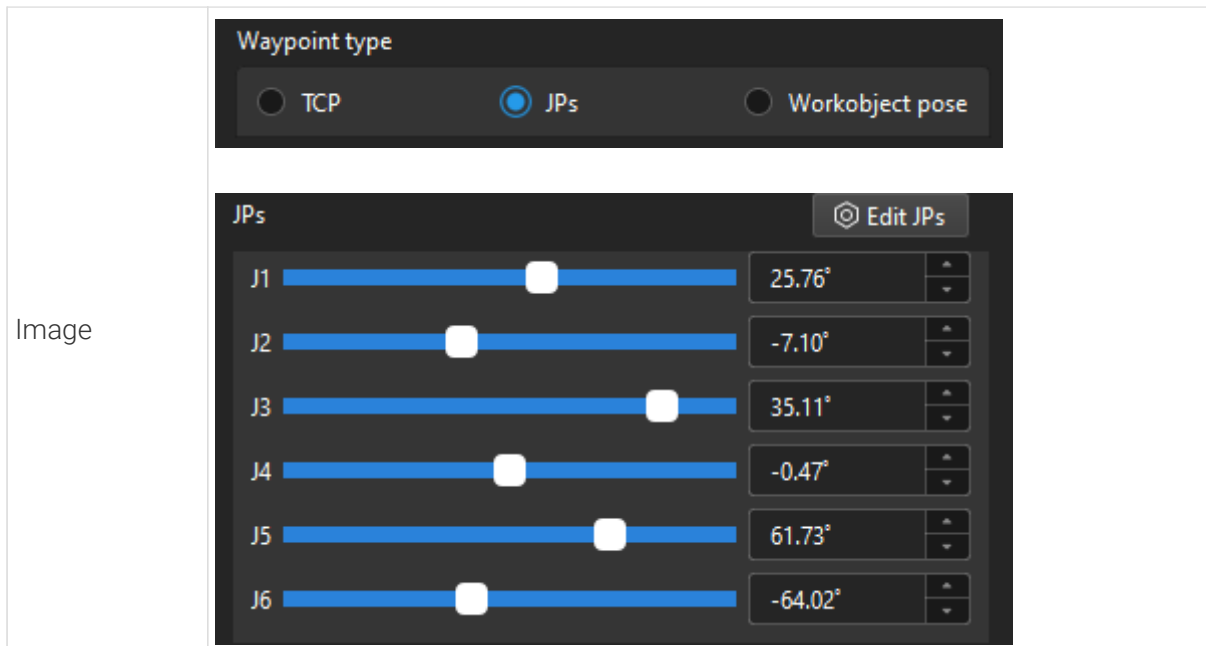 Image
Waypoint type
TCP JPs Workobject pose
JPs Edit JPs
J1 25.76°
J2 -7.10°
J3 35.11°
J4 -0.47°
J5 61.73°
J6 -64.02°